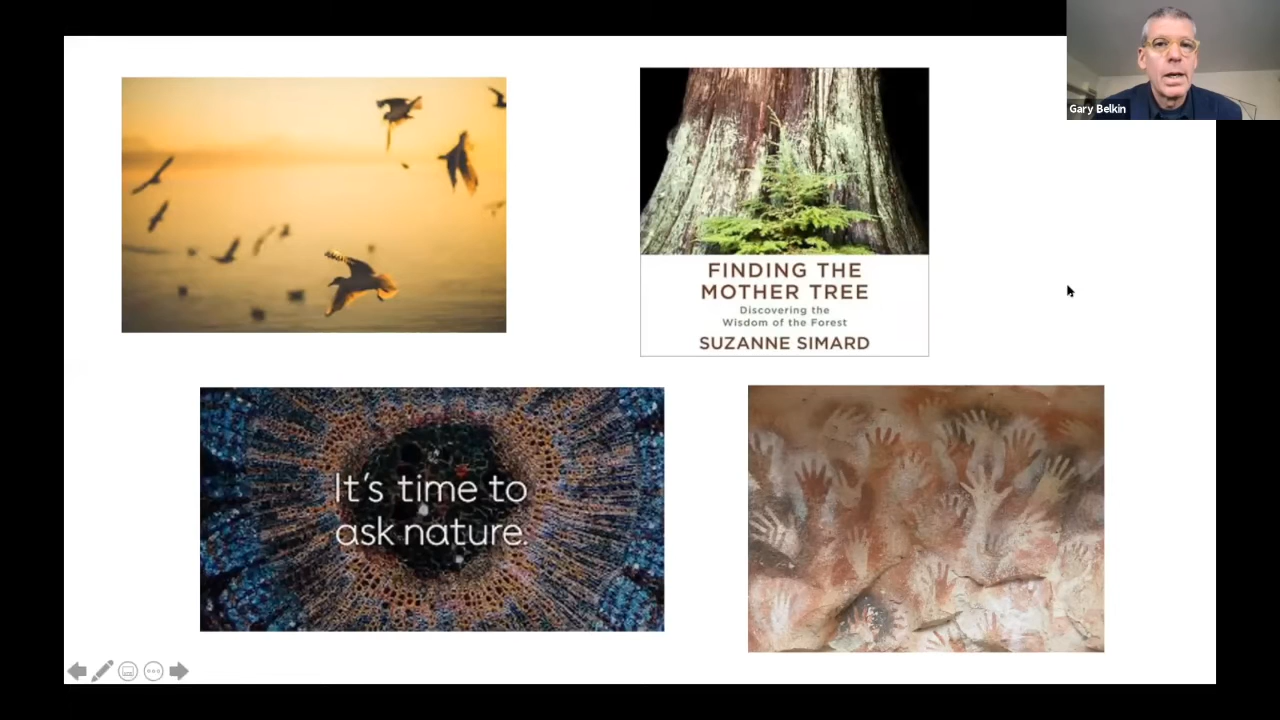 Gary Belkin
FINDING THE
MOTHER TREE
Discovering the
Wisdom of the Forest
SUZANNE SIMARD
It's time to
ask nature.